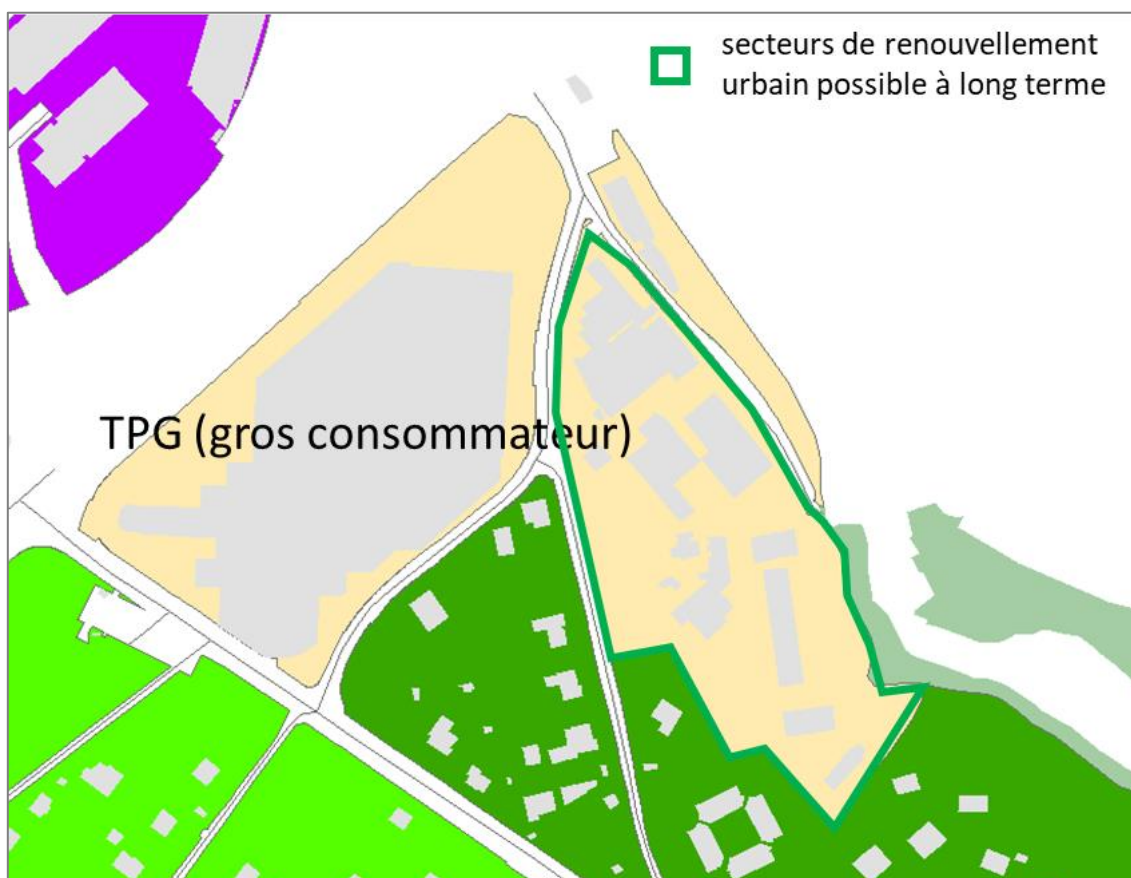 secteurs de renouvellement
urbain possible à long terme
TPG (gros consommateur)